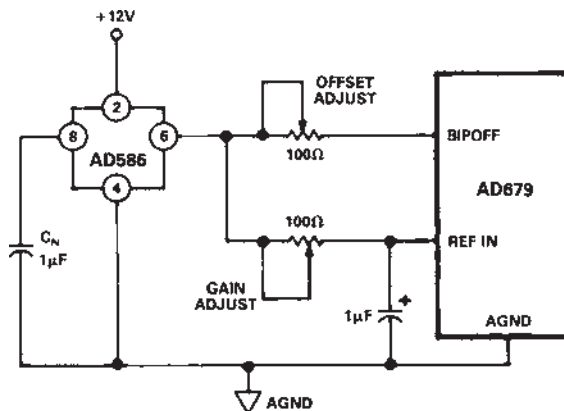 +12V
2
8
6
AD586
4
C_N
1µF
OFFSET
ADJUST
100Ω
BIPOFF
AD679
100Ω
REF IN
GAIN
ADJUST
1µF
+
AGND
AGND